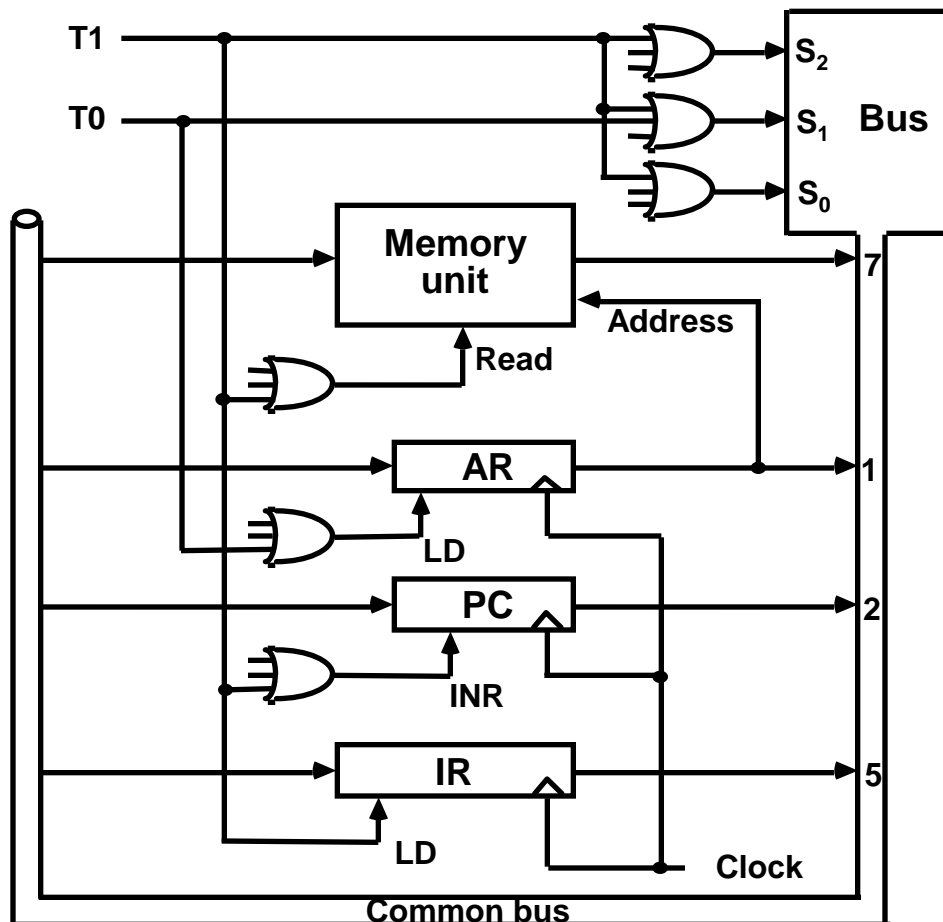 T1
S2
T0
S1
Bus
S0
Memory
unit
7
Address
Read
AR
1
LD
PC
2
INR
IR
5
LD
Clock
Common bus